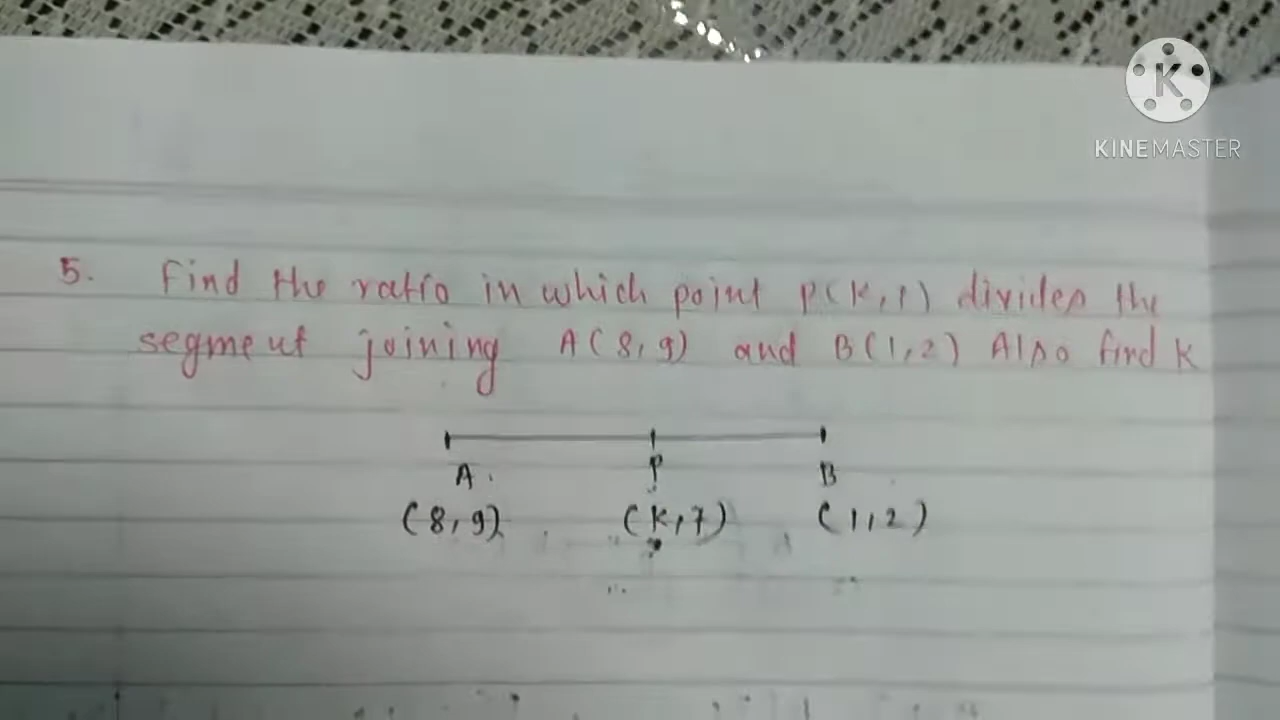 K
KINEMASTER
5. Find the ratio in which point P(K,7) divides the
segment joining A(8,9) and B(1,2) Also find K
A. P B
(8,9) (K,7) (1,2)